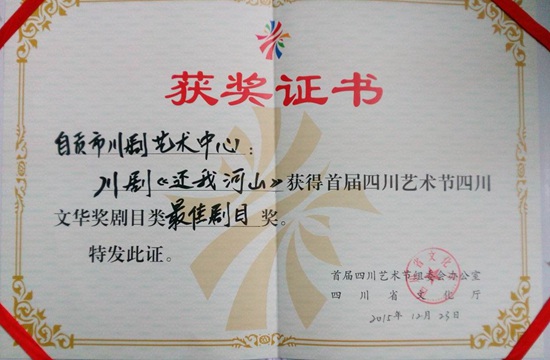 获奖证书
自贡市川剧艺术中心:
川剧《还我河山》获得首届四川艺术节四川
文华奖剧目类最佳剧目奖。
特发此证。
首届四川艺术节组委会办公室
四川省文化厅
2015年12月23日